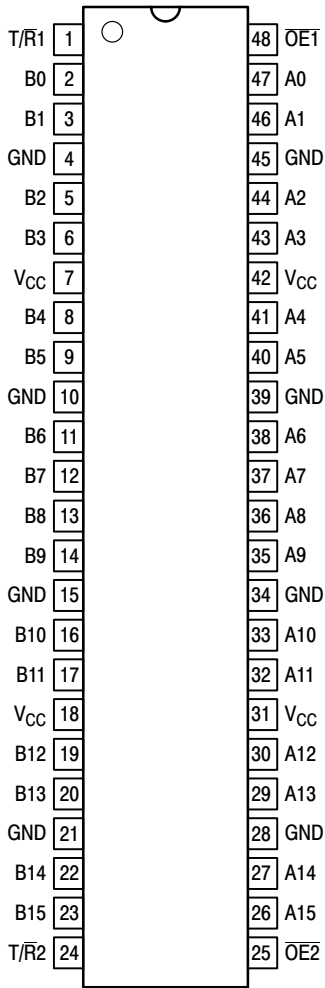 T/R̅1 1 48 O̅E̅1̅
B0 2 47 A0
B1 3 46 A1
GND 4 45 GND
B2 5 44 A2
B3 6 43 A3
VCC 7 42 VCC
B4 8 41 A4
B5 9 40 A5
GND 10 39 GND
B6 11 38 A6
B7 12 37 A7
B8 13 36 A8
B9 14 35 A9
GND 15 34 GND
B10 16 33 A10
B11 17 32 A11
VCC 18 31 VCC
B12 19 30 A12
B13 20 29 A13
GND 21 28 GND
B14 22 27 A14
B15 23 26 A15
T/R̅2 24 25 O̅E̅2̅